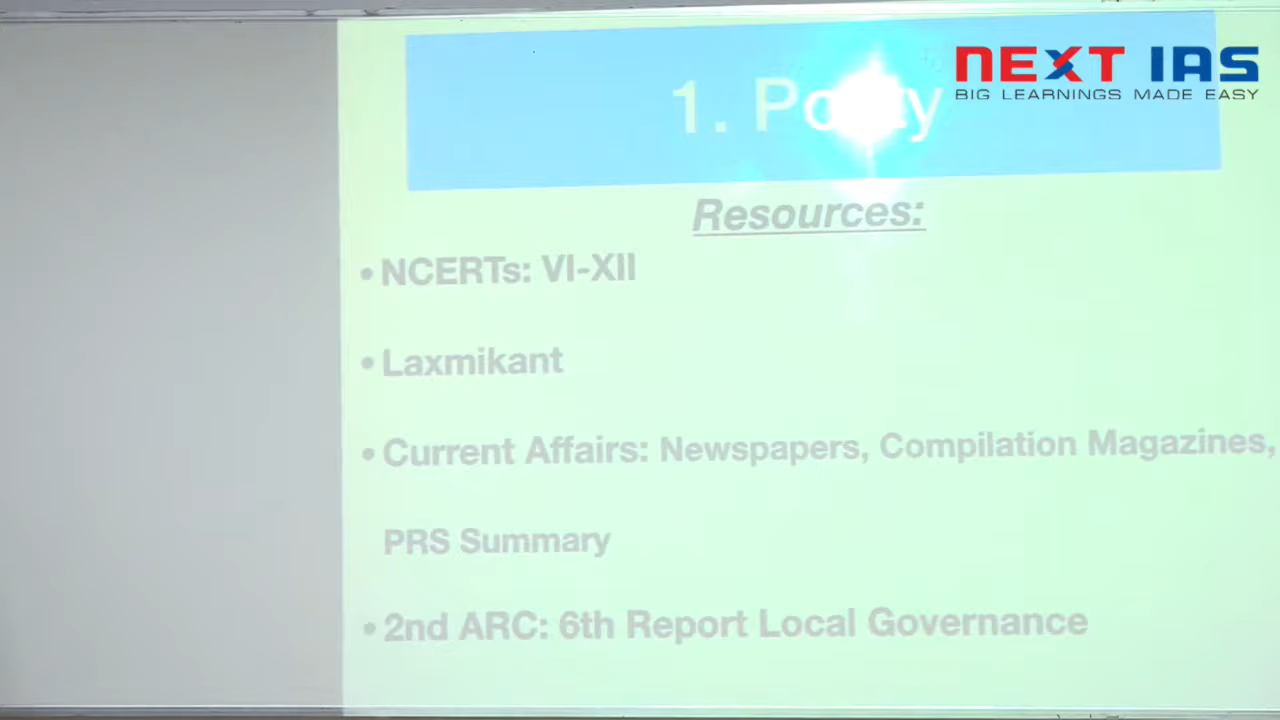 1. Polity
NEXT IAS
BIG LEARNINGS MADE EASY
Resources:
• NCERTs: VI-XII
• Laxmikant
• Current Affairs: Newspapers, Compilation Magazines,
PRS Summary
• 2nd ARC: 6th Report Local Governance